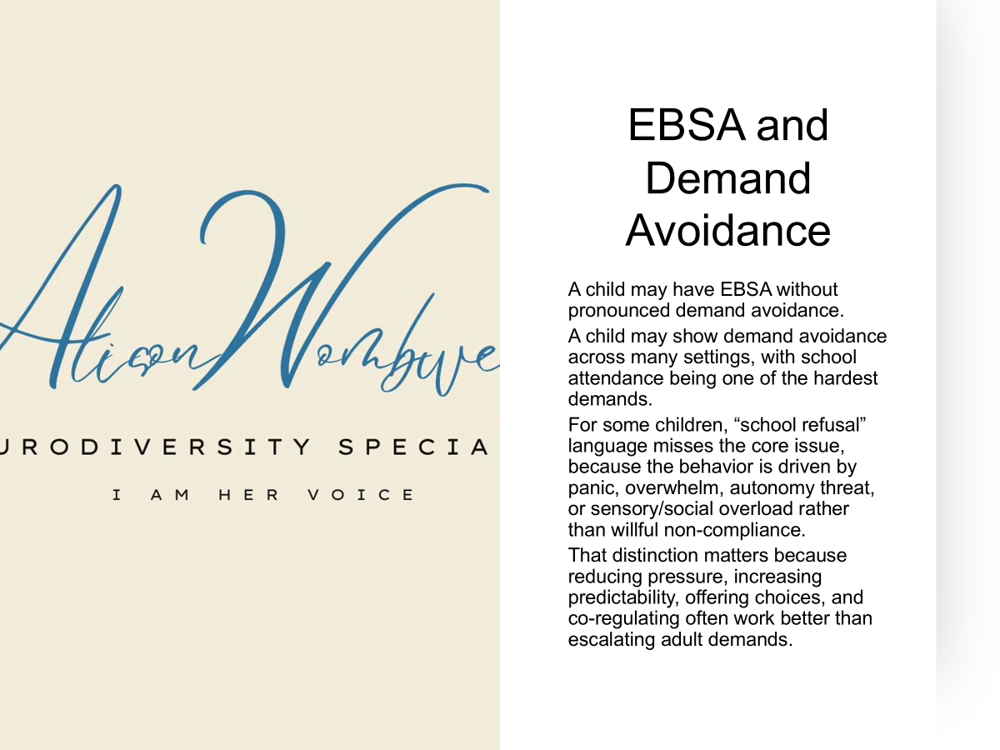 Alison Wombwe
URODIVERSITY SPECIA
I AM HER VOICE
EBSA and
Demand
Avoidance
A child may have EBSA without
pronounced demand avoidance.
A child may show demand avoidance
across many settings, with school
attendance being one of the hardest
demands.
For some children, “school refusal”
language misses the core issue,
because the behavior is driven by
panic, overwhelm, autonomy threat,
or sensory/social overload rather
than willful non-compliance.
That distinction matters because
reducing pressure, increasing
predictability, offering choices, and
co-regulating often work better than
escalating adult demands.